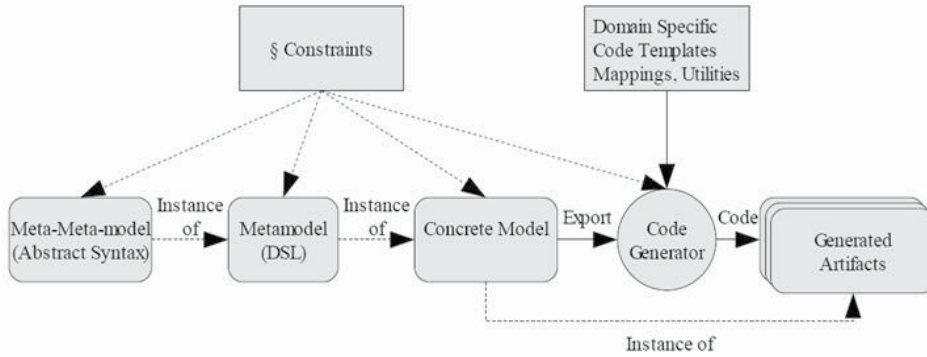 § Constraints
Domain Specific
Code Templates
Mappings, Utilities
Meta-Meta-model
(Abstract Syntax)
Instance
of
Metamodel
(DSL)
Instance
of
Concrete Model
Export
Code
Generator
Code
Generated
Artifacts
Instance of